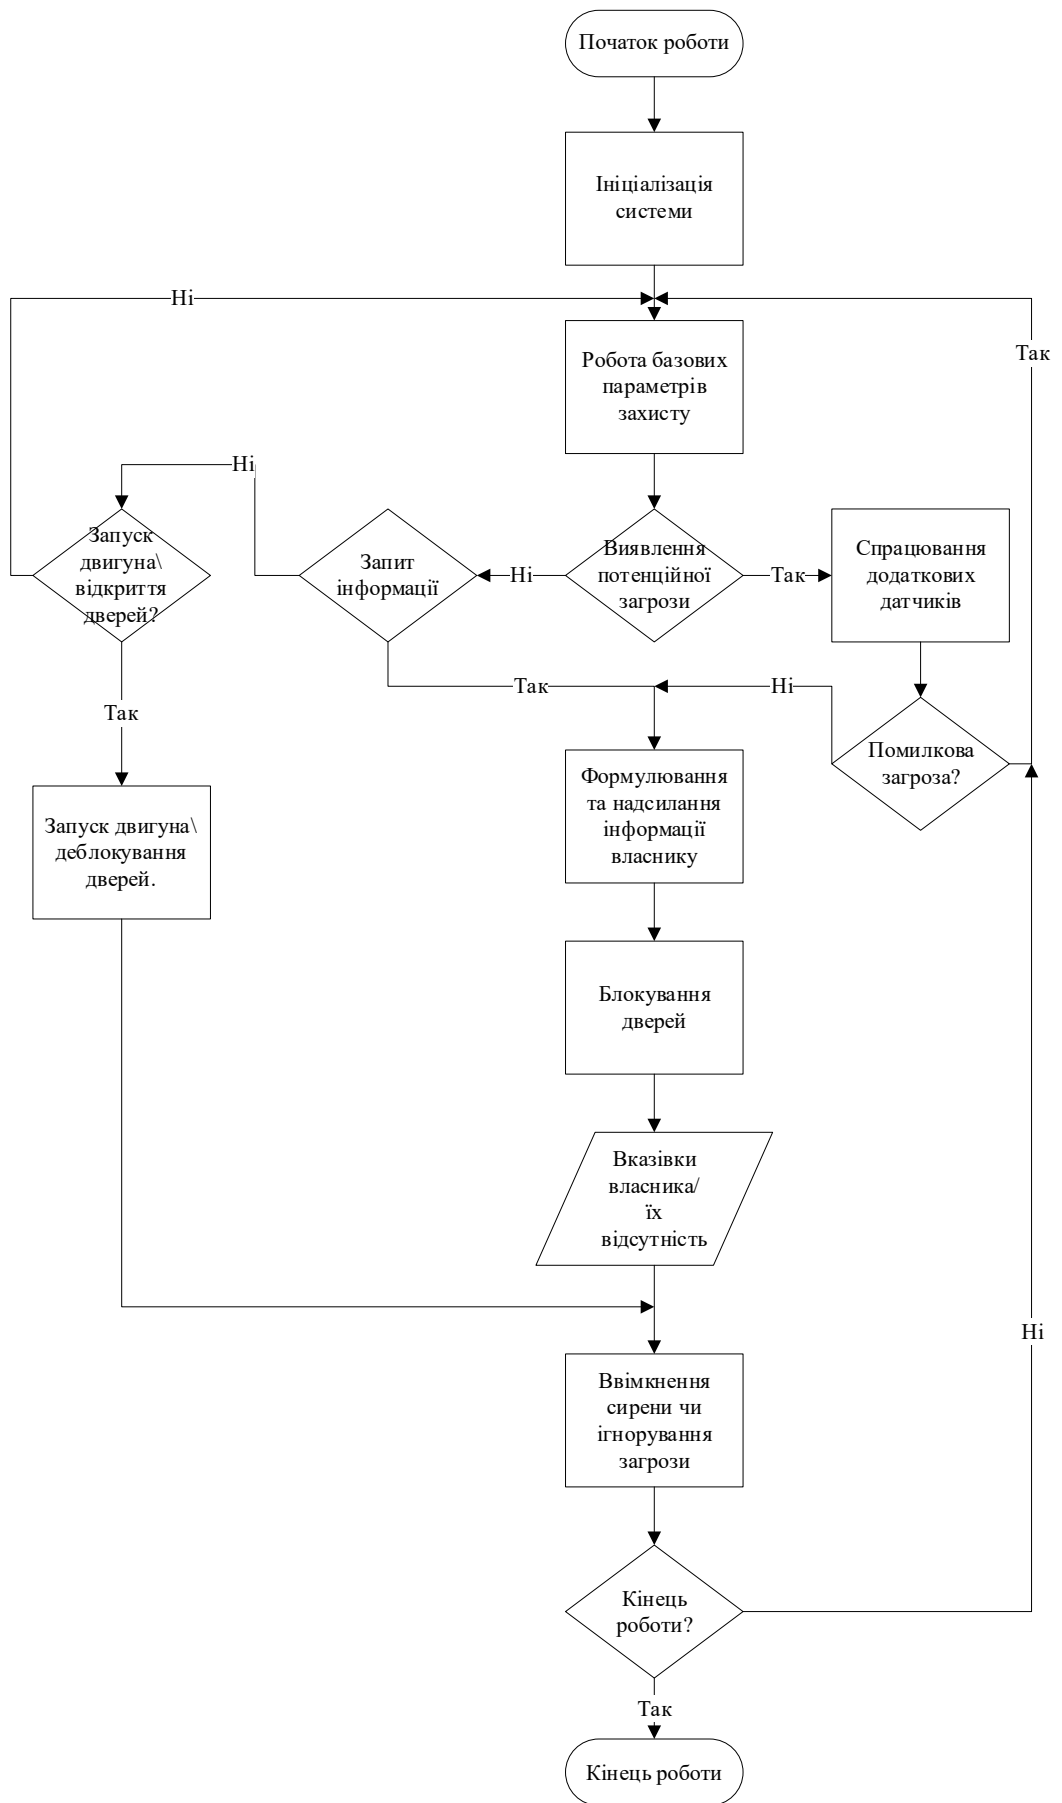 Початок роботи
Ініціалізація
системи
Ні
Так
Робота базових
параметрів
захисту
Ні
Запуск
двигуна\
відкриття
дверей?
Запит
інформації
Ні
Виявлення
потенційної
загрози
Так
Спрацювання
додаткових
датчиків
Так
Ні
Так
Помилкова
загроза?
Формулювання
та надсилання
інформації
власнику
Запуск двигуна\
деблокування
дверей.
Блокування
дверей
Вказівки
власника/
їх
відсутність
Ні
Ввімкнення
сирени чи
ігнорування
загрози
Кінець
роботи?
Так
Кінець роботи